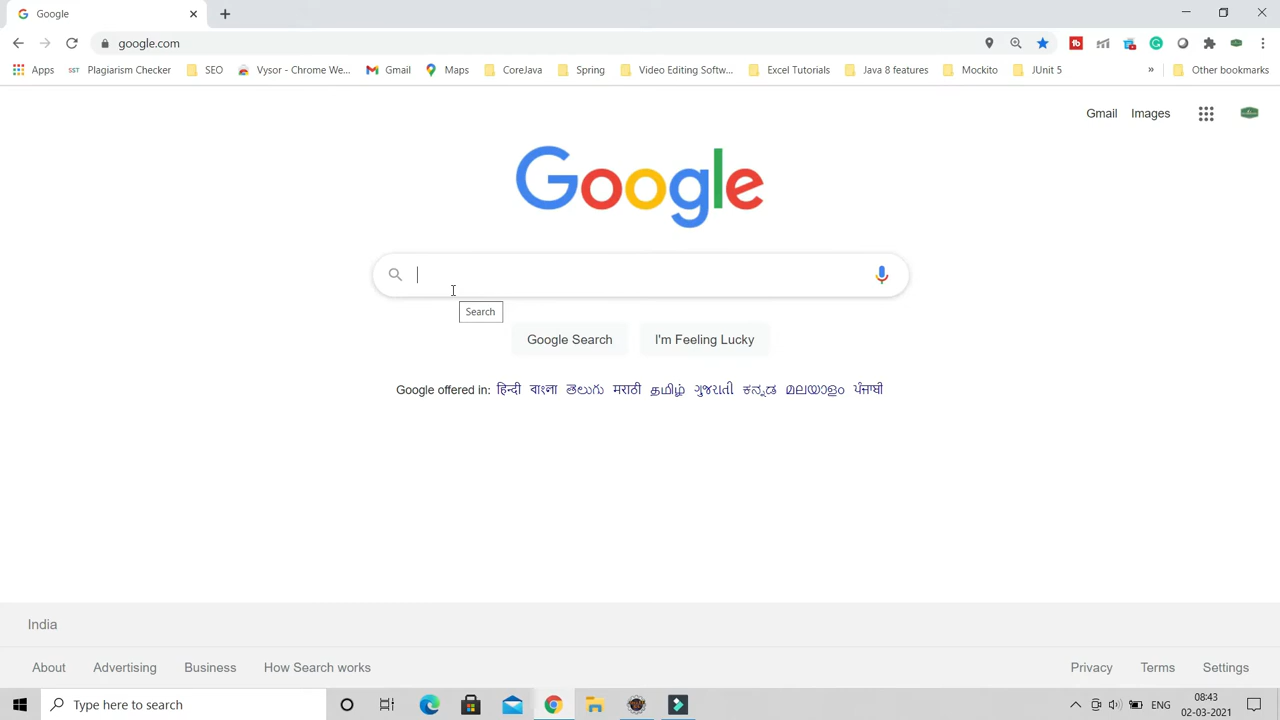 Google
google.com
Apps SST Plagiarism Checker SEO Vysor - Chrome We... Gmail Maps CoreJava Spring Video Editing Softw... Excel Tutorials Java 8 features Mockito JUnit 5 » Other bookmarks
Gmail Images
Google
Search
Google Search I'm Feeling Lucky
Google offered in: हिन्दी বাংলা తెలుగు मराठी தமிழ் ગુજરાતી ಕನ್ನಡ മലയാളം ਪੰਜਾਬੀ
India
About Advertising Business How Search works Privacy Terms Settings
Type here to search ENG 08:43
02-03-2021